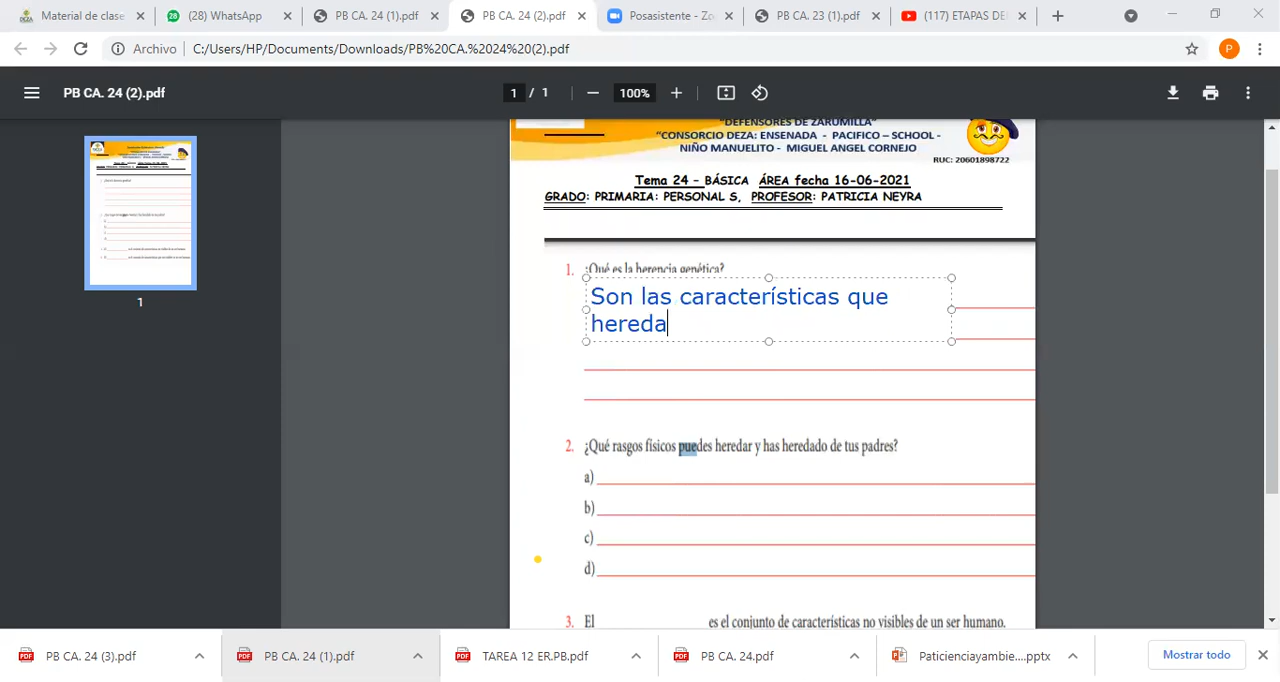 Material de clase
(28) WhatsApp
PB CA. 24 (1).pdf
PB CA. 24 (2).pdf
Posasistente - Zo
PB CA. 23 (1).pdf
(117) ETAPAS DE
Archivo
C:/Users/HP/Documents/Downloads/PB%20CA.%2024%20(2).pdf
P
PB CA. 24 (2).pdf
1 / 1
100%
"DEFENSORES DE ZARUMILLA"
"CONSORCIO DEZA: ENSENADA - PACIFICO – SCHOOL -
NIÑO MANUELITO - MIGUEL ANGEL CORNEJO
RUC: 20601898722
Tema 24 – BÁSICA ÁREA fecha 16-06-2021
GRADO: PRIMARIA: PERSONAL S, PROFESOR: PATRICIA NEYRA
1. ¿Qué es la herencia genética?
Son las características que
hereda
2. ¿Qué rasgos físicos puedes heredar y has heredado de tus padres?
a)
b)
c)
d)
3. El ____________ es el conjunto de características no visibles de un ser humano.
1
PB CA. 24 (3).pdf
PB CA. 24 (1).pdf
TAREA 12 ER.PB.pdf
PB CA. 24.pdf
Paticienciayambie....pptx
Mostrar todo